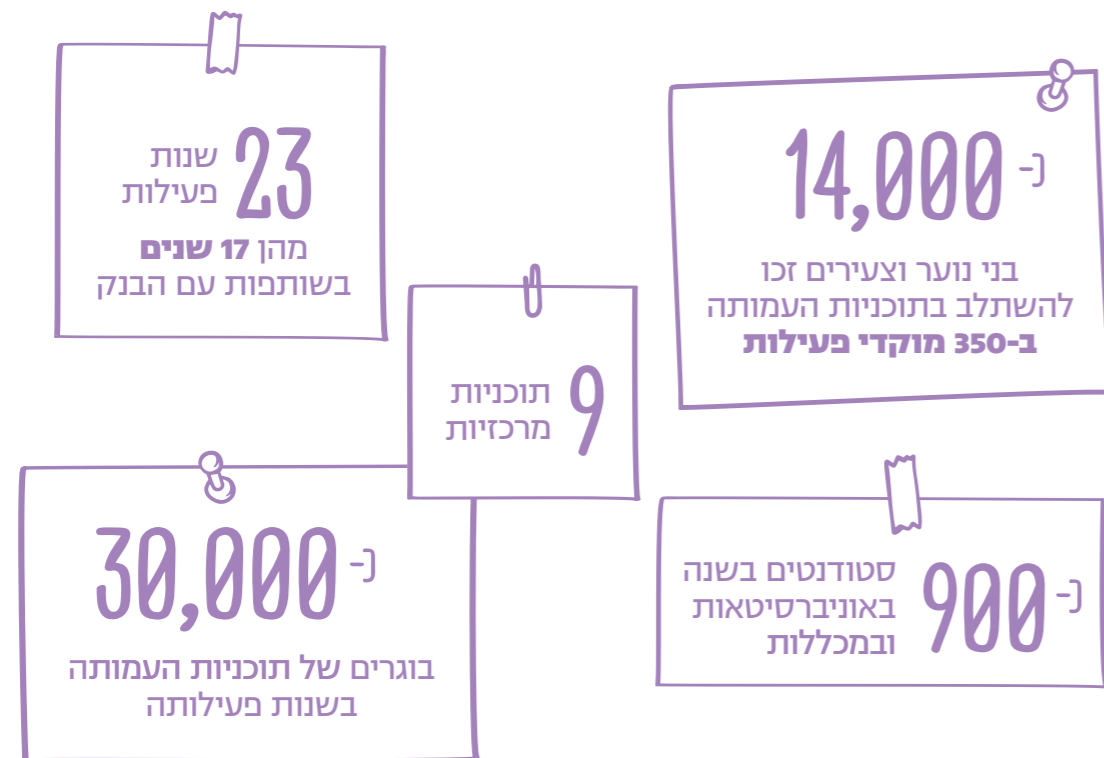 כ-14,000
בני נוער וצעירים זכו
להשתלב בתוכניות העמותה
ב-350 מוקדי פעילות
23 שנות
פעילות
מהן 17 שנים
בשותפות עם הבנק
9 תוכניות
מרכזיות
כ-900 סטודנטים בשנה
באוניברסיטאות
ובמכללות
כ-30,000
בוגרים של תוכניות העמותה
בשנות פעילותה